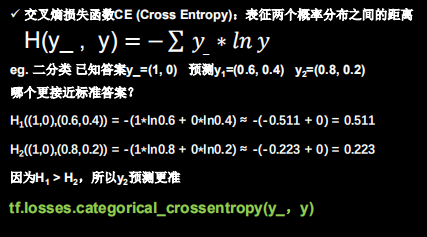 ✓ 交叉熵损失函数CE (Cross Entropy)：表征两个概率分布之间的距离
H(y_ , y) = −∑ y_ * ln y
eg. 二分类 已知答案y_=(1, 0)   预测y₁=(0.6, 0.4)   y₂=(0.8, 0.2)
哪个更接近标准答案？
H₁((1,0),(0.6,0.4)) = -(1*ln0.6 + 0*ln0.4) ≈ -(-0.511 + 0) = 0.511
H₂((1,0),(0.8,0.2)) = -(1*ln0.8 + 0*ln0.2) ≈ -(-0.223 + 0) = 0.223
因为H₁ > H₂，所以y₂预测更准
tf.losses.categorical_crossentropy(y_，y)